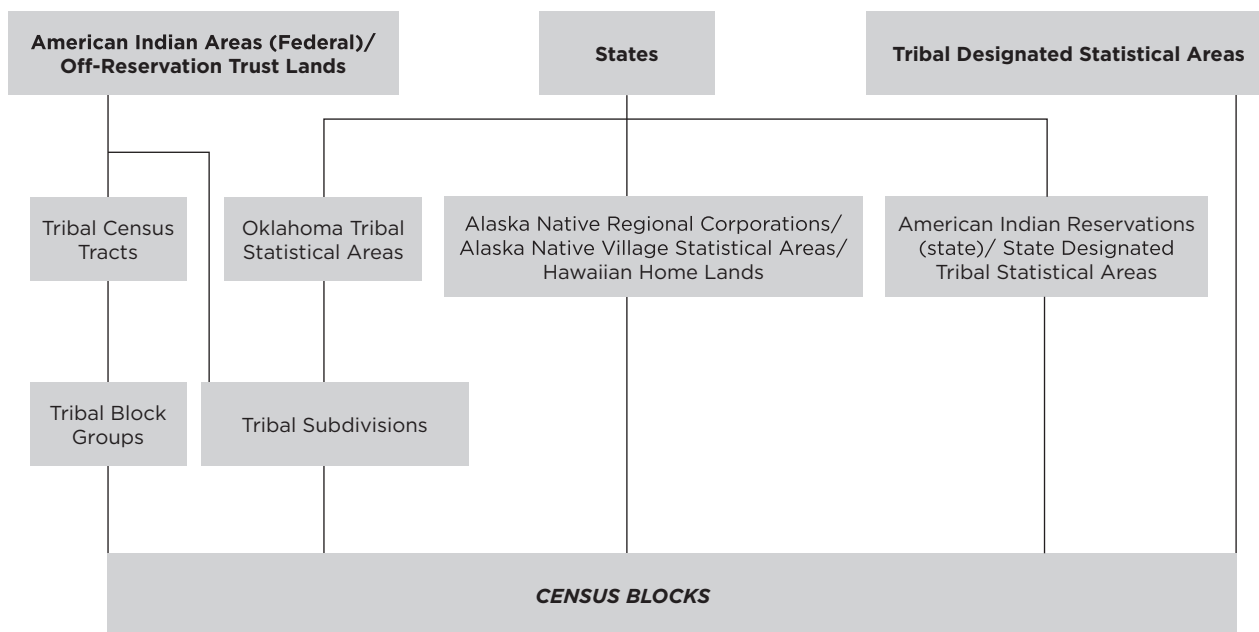 American Indian Areas (Federal)/
Off-Reservation Trust Lands
States
Tribal Designated Statistical Areas
Tribal Census
Tracts
Oklahoma Tribal
Statistical Areas
Alaska Native Regional Corporations/
Alaska Native Village Statistical Areas/
Hawaiian Home Lands
American Indian Reservations
(state)/ State Designated
Tribal Statistical Areas
Tribal Block
Groups
Tribal Subdivisions
CENSUS BLOCKS